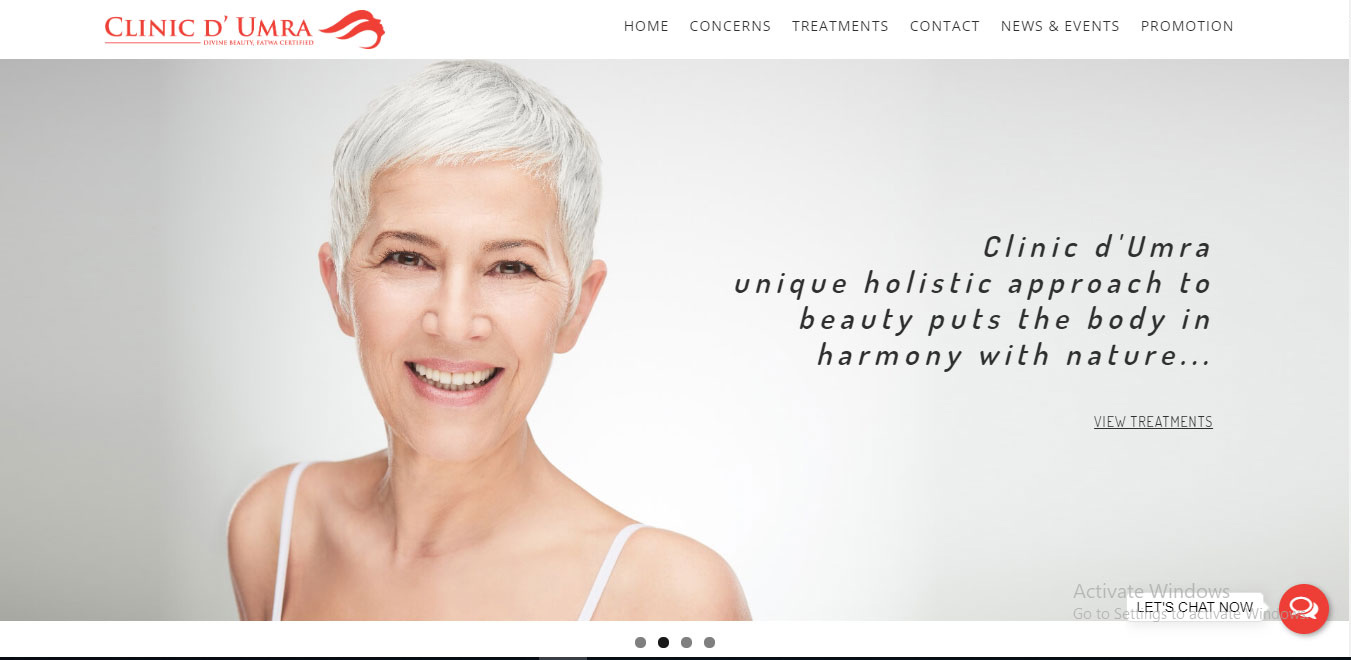 CLINIC D' UMRA
DIVINE BEAUTY, FATWA CERTIFIED
HOME CONCERNS TREATMENTS CONTACT NEWS & EVENTS PROMOTION
Clinic d'Umra
unique holistic approach to
beauty puts the body in
harmony with nature...
VIEW TREATMENTS
Activate Windows
Go to Settings to activate Windows.
LET'S CHAT NOW